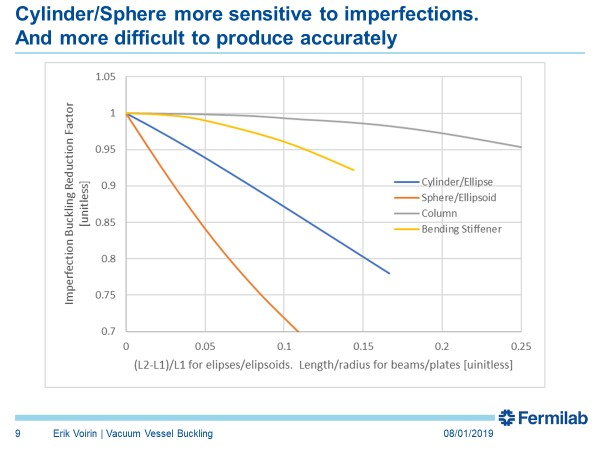 Cylinder/Sphere more sensitive to imperfections.
And more difficult to produce accurately
Imperfection Buckling Reduction Factor
[unitless]
1.05
1
0.95
0.9
0.85
0.8
0.75
0.7
0
0.05
0.1
0.15
0.2
0.25
Cylinder/Ellipse
Sphere/Ellipsoid
Column
Bending Stiffener
(L2-L1)/L1 for elipses/elipsoids. Length/radius for beams/plates [uinitless]
Fermilab
9 Erik Voirin | Vacuum Vessel Buckling 08/01/2019